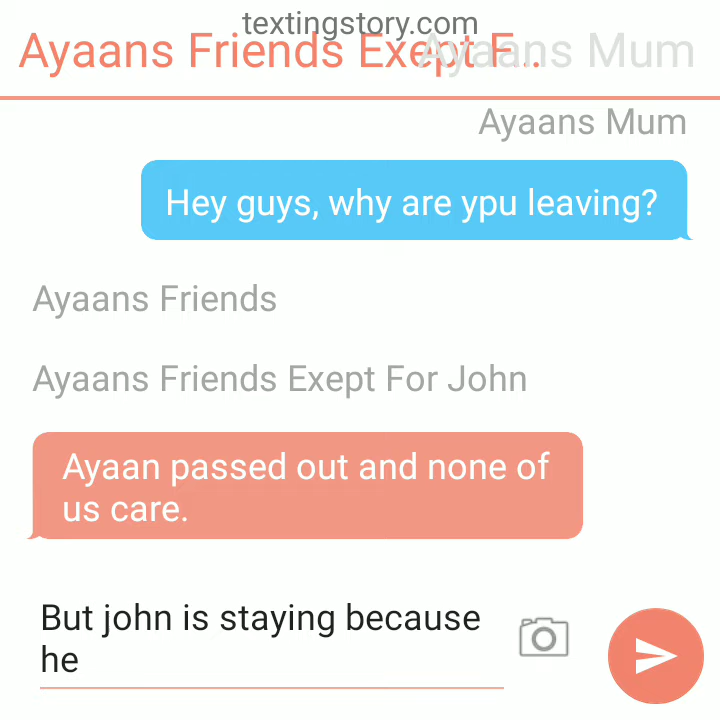 textingstory.com
Ayaans Friends Exept F... Ayaans Mum
Ayaans Mum
Hey guys, why are ypu leaving?
Ayaans Friends
Ayaans Friends Exept For John
Ayaan passed out and none of
us care.
But john is staying because
he